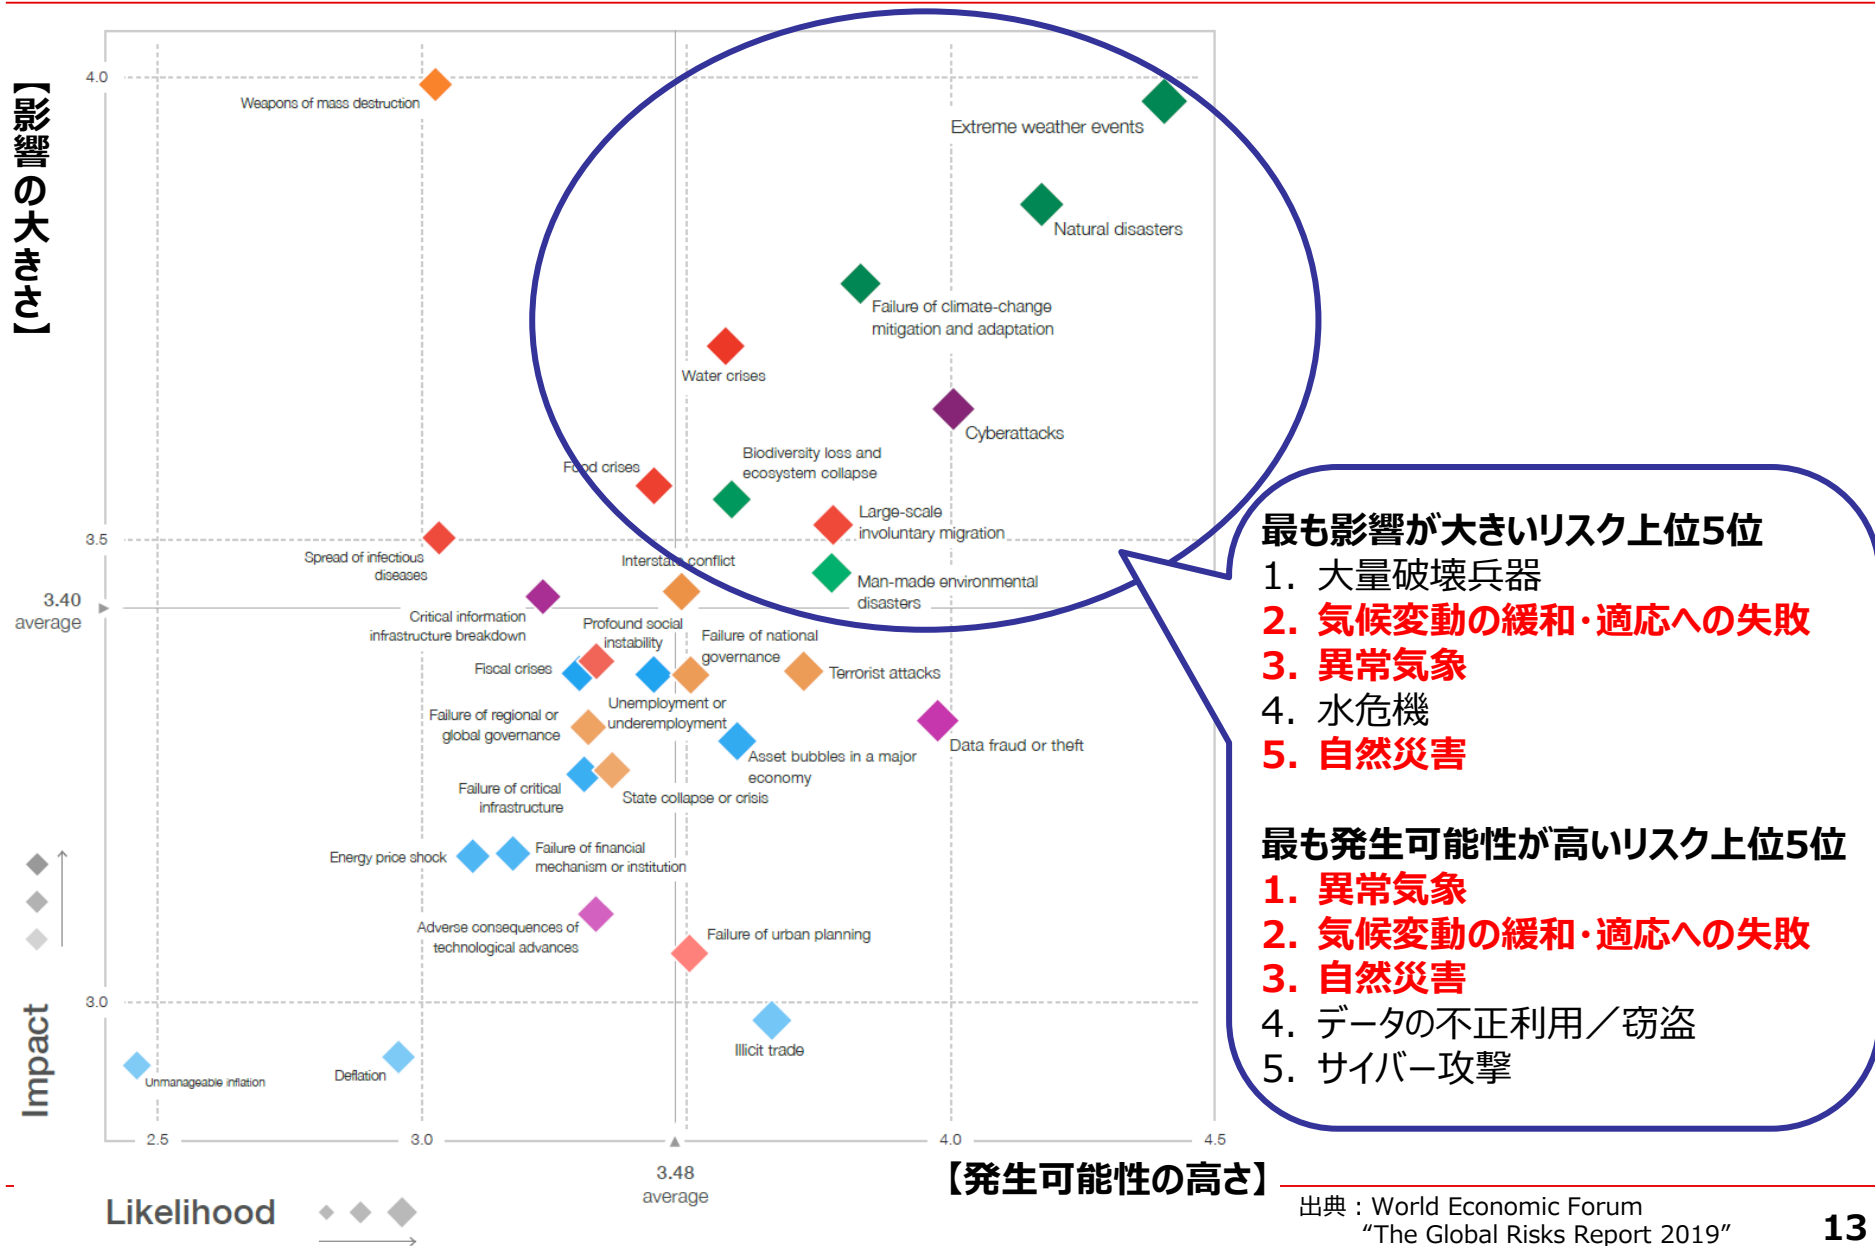 【影響の大きさ】
4.0
Weapons of mass destruction
Extreme weather events
Natural disasters
Failure of climate-change
mitigation and adaptation
Water crises
Cyberattacks
Biodiversity loss and
ecosystem collapse
Food crises
Large-scale
involuntary migration
3.5
Spread of infectious
diseases
Interstate conflict
Man-made environmental
disasters
3.40
average
Critical information
infrastructure breakdown
Profound social
instability
Failure of national
governance
Fiscal crises
Terrorist attacks
Unemployment or
underemployment
Failure of regional or
global governance
Data fraud or theft
Asset bubbles in a major
economy
Failure of critical
infrastructure
State collapse or crisis
Energy price shock
Failure of financial
mechanism or institution
Adverse consequences of
technological advances
Failure of urban planning
3.0
Illicit trade
Deflation
Unmanageable inflation
Impact
2.5
3.0
4.0
4.5
3.48
average
【発生可能性の高さ】
Likelihood
最も影響が大きいリスク上位5位
1. 大量破壊兵器
2. 気候変動の緩和・適応への失敗
3. 異常気象
4. 水危機
5. 自然災害
最も発生可能性が高いリスク上位5位
1. 異常気象
2. 気候変動の緩和・適応への失敗
3. 自然災害
4. データの不正利用／窃盗
5. サイバー攻撃
出典：World Economic Forum
“The Global Risks Report 2019”
13